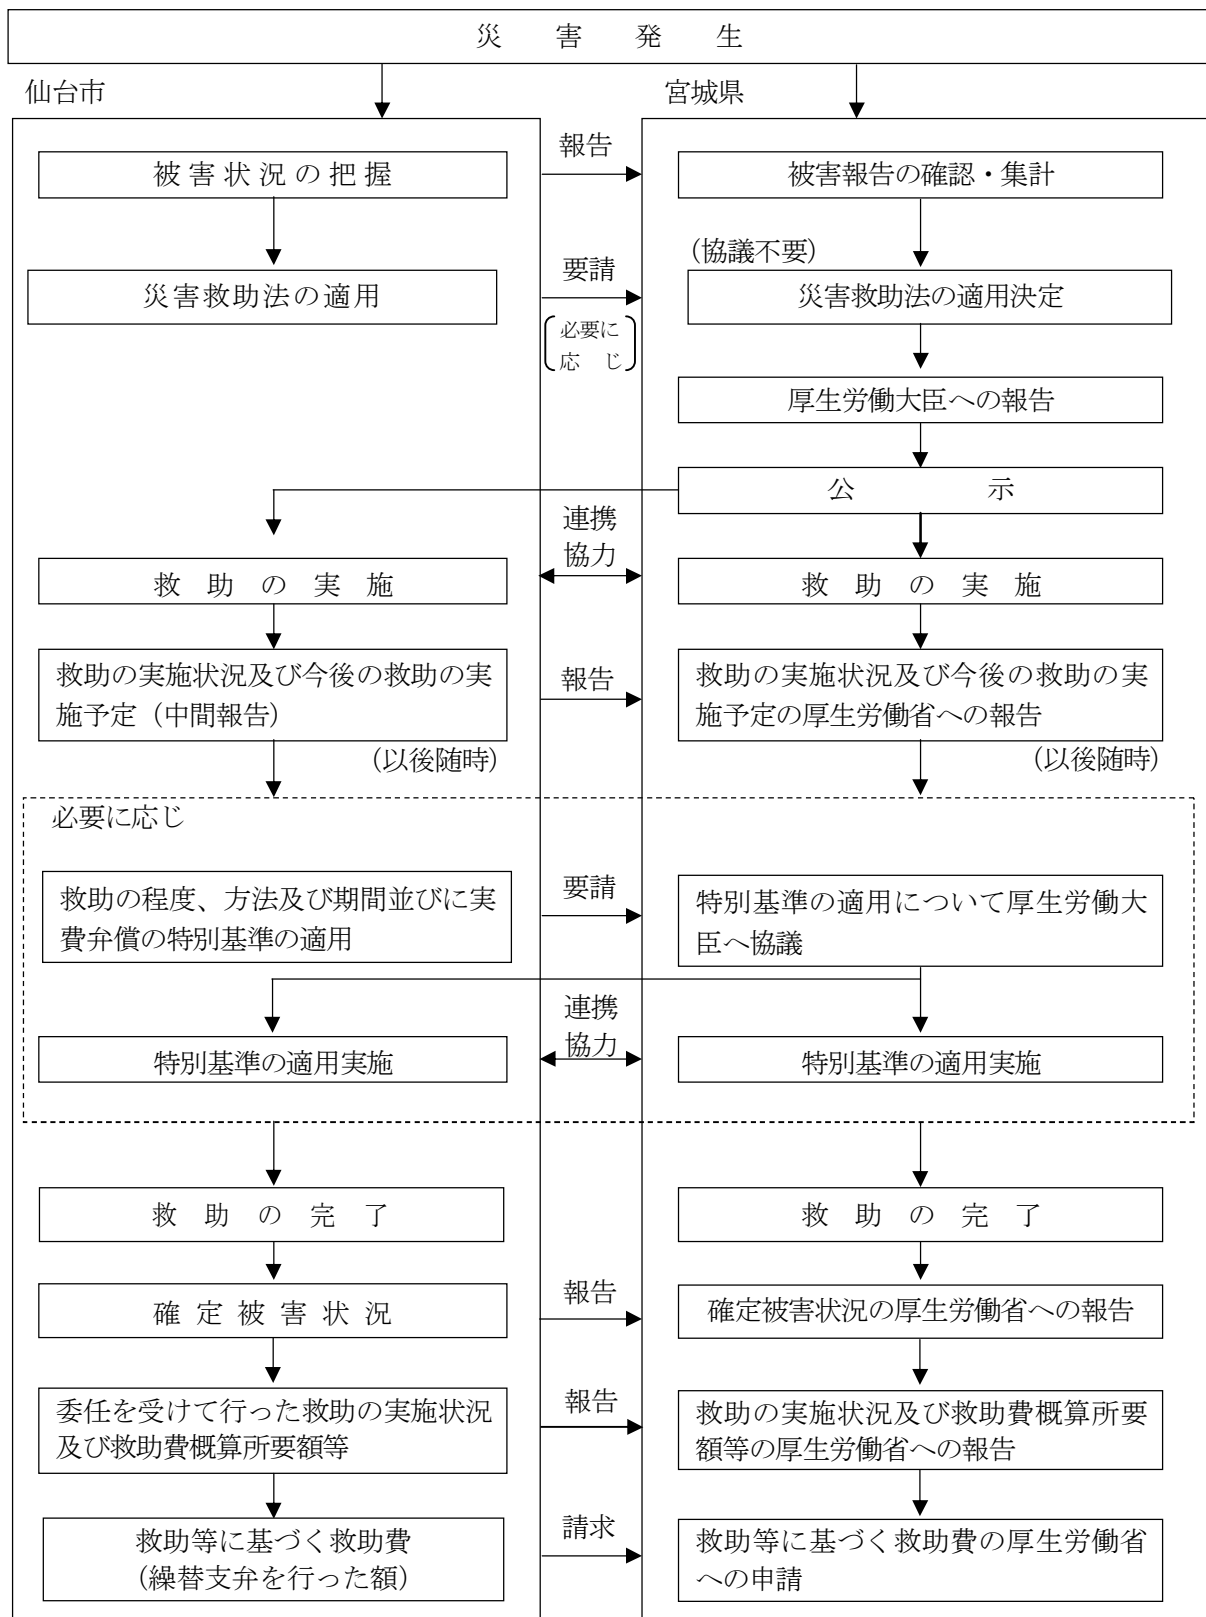 災害発生
仙台市
宮城県
被害状況の把握
報告
被害報告の確認・集計
(協議不要)
災害救助法の適用
要請
必要に
応じ
災害救助法の適用決定
厚生労働大臣への報告
公示
連携
協力
救助の実施
救助の実施
救助の実施状況及び今後の救助の実
施予定（中間報告）
(以後随時)
報告
救助の実施状況及び今後の救助の実
施予定の厚生労働省への報告
(以後随時)
必要に応じ
救助の程度、方法及び期間並びに実
費弁償の特別基準の適用
要請
特別基準の適用について厚生労働大
臣へ協議
連携
協力
特別基準の適用実施
特別基準の適用実施
救助の完了
救助の完了
確定被害状況
報告
確定被害状況の厚生労働省への報告
委任を受けて行った救助の実施状況
及び救助費概算所要額等
報告
救助の実施状況及び救助費概算所要
額等の厚生労働省への報告
救助等に基づく救助費
(繰替支弁を行った額)
請求
救助等に基づく救助費の厚生労働省
への申請